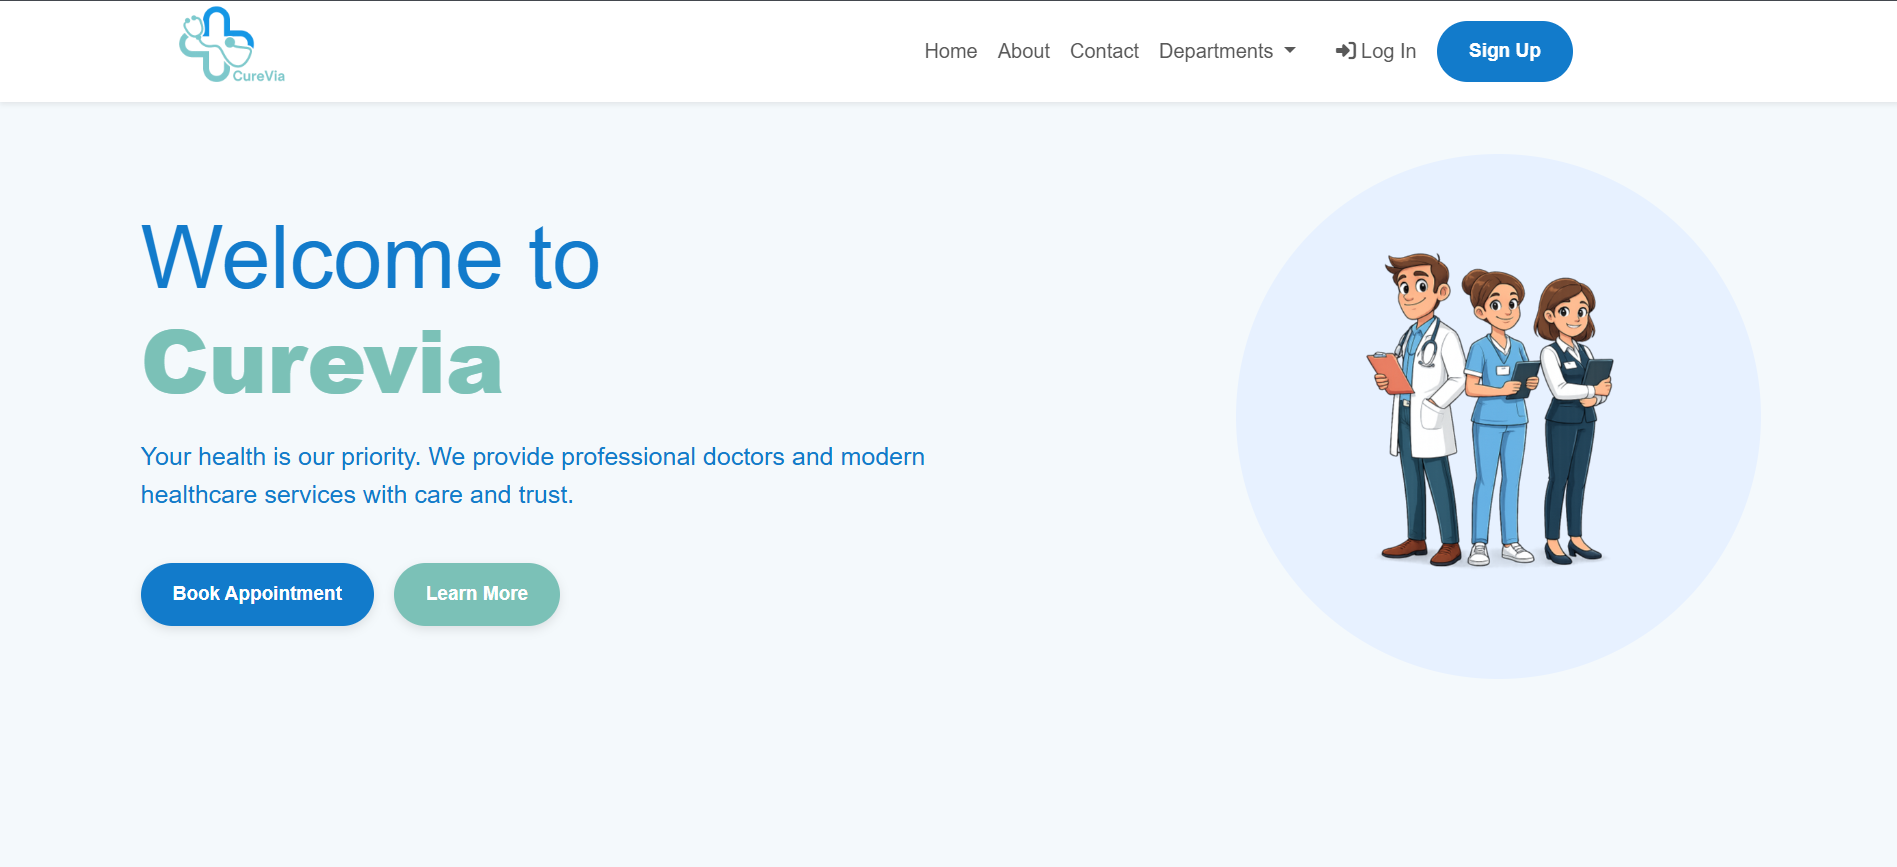 CureVia
Home About Contact Departments Log In Sign Up
Welcome to
Curevia
Your health is our priority. We provide professional doctors and modern
healthcare services with care and trust.
Book Appointment Learn More